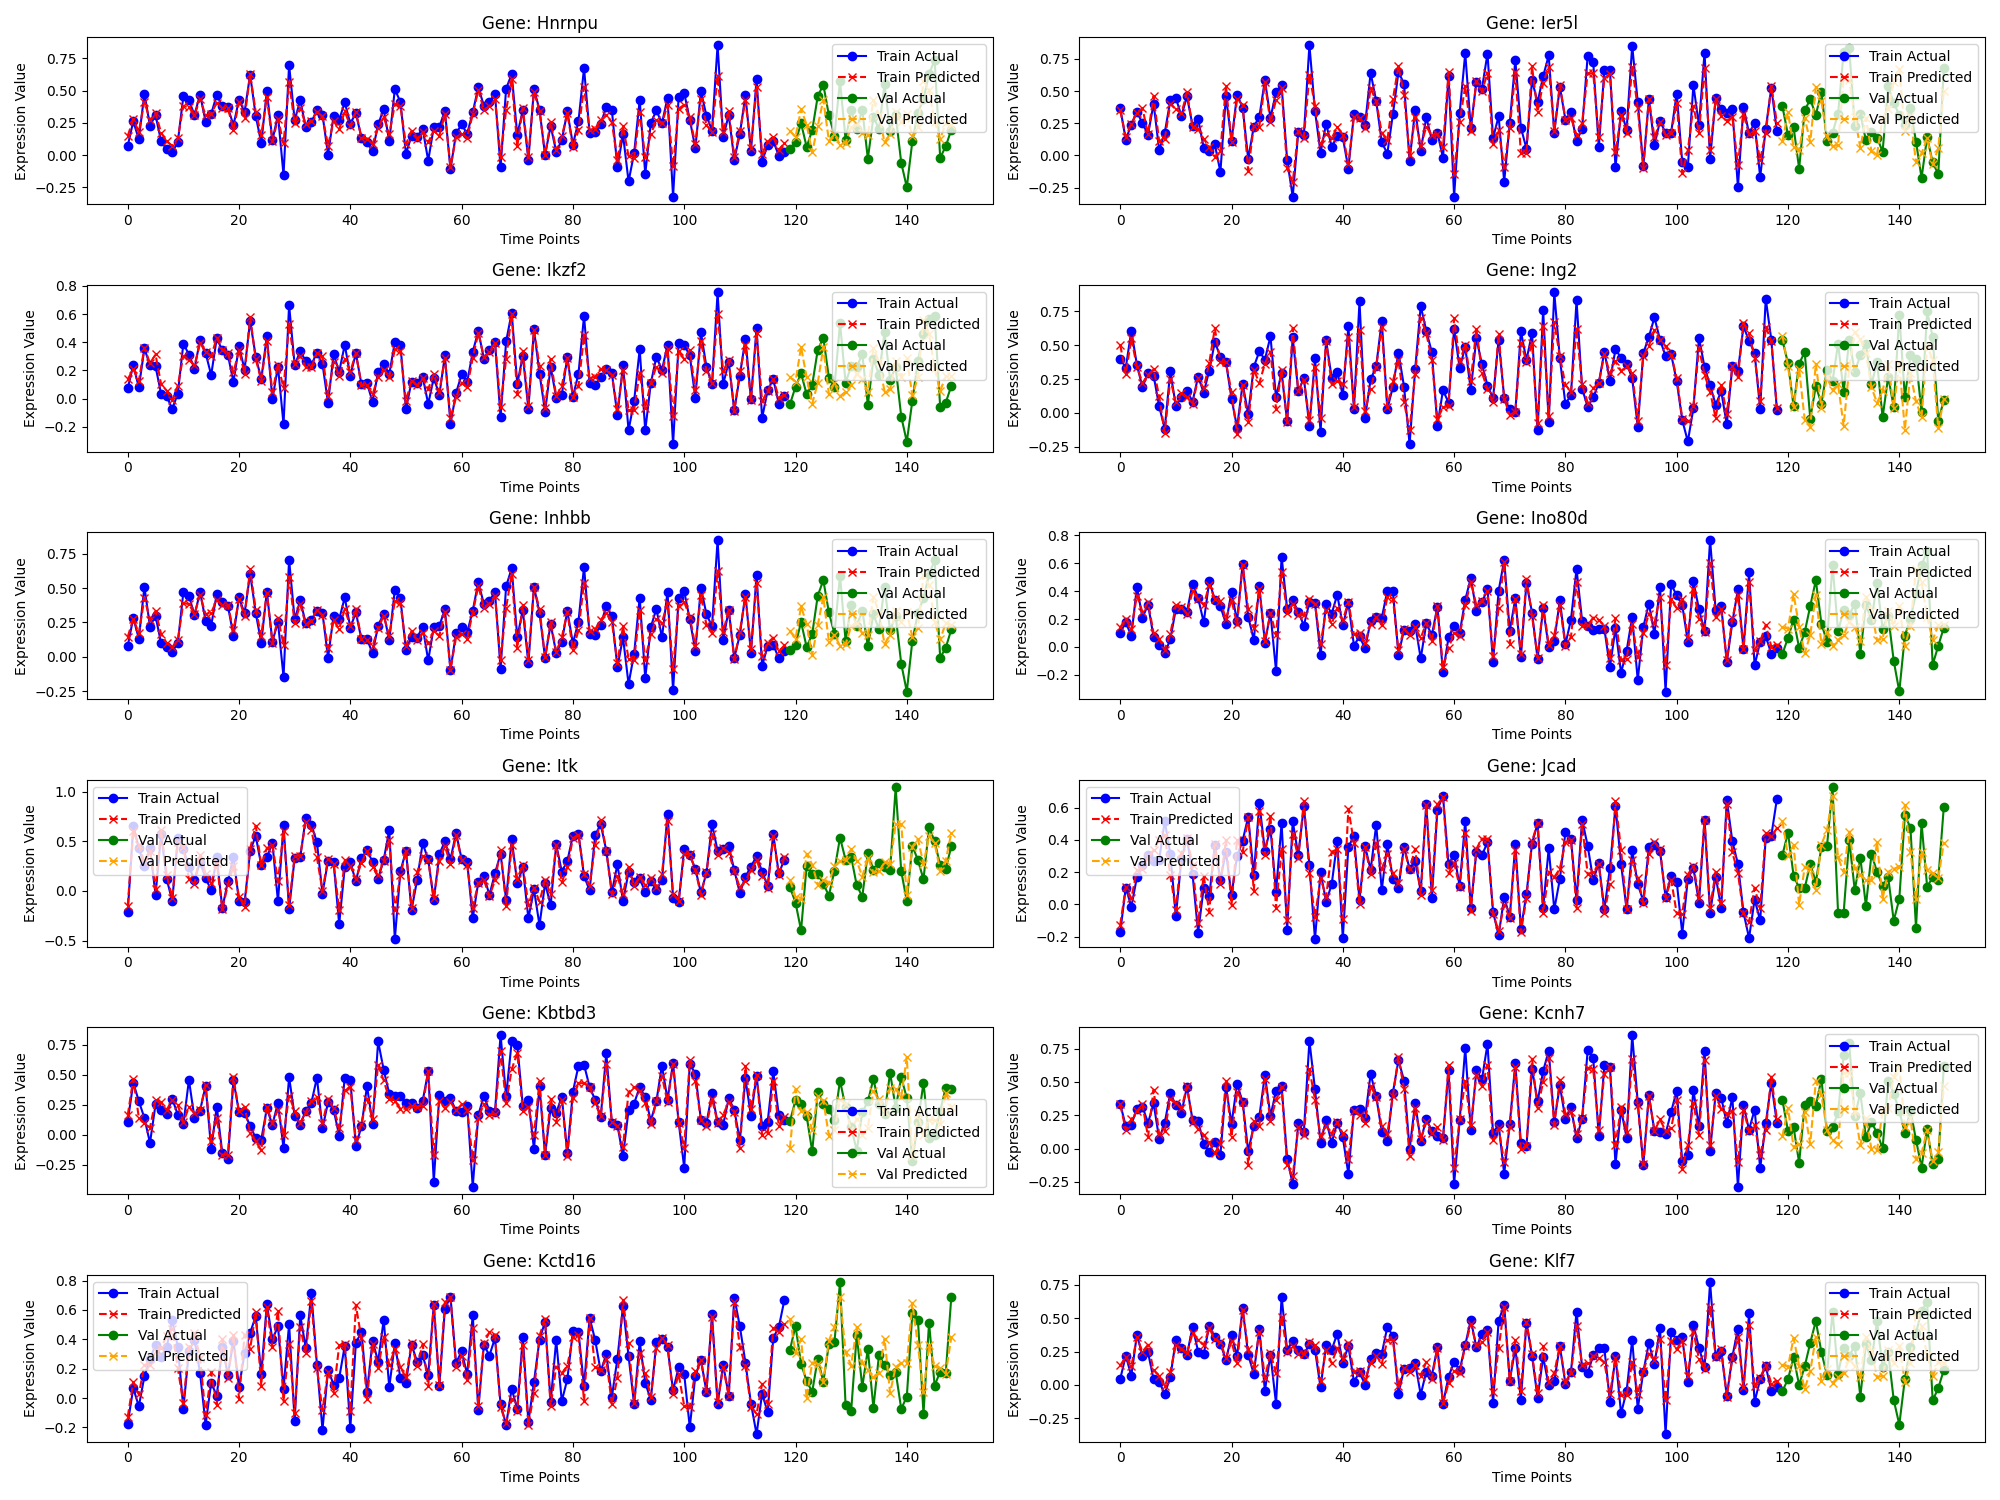 Gene: Hnrnpu
Expression Value
0.75
0.50
0.25
0.00
−0.25
0 20 40 60 80 100 120 140
Time Points
Train Actual
Train Predicted
Val Actual
Val Predicted
Gene: Ier5l
Expression Value
0.75
0.50
0.25
0.00
−0.25
0 20 40 60 80 100 120 140
Time Points
Train Actual
Train Predicted
Val Actual
Val Predicted
Gene: Ikzf2
Expression Value
0.8
0.6
0.4
0.2
0.0
−0.2
0 20 40 60 80 100 120 140
Time Points
Train Actual
Train Predicted
Val Actual
Val Predicted
Gene: Ing2
Expression Value
0.75
0.50
0.25
0.00
−0.25
0 20 40 60 80 100 120 140
Time Points
Train Actual
Train Predicted
Val Actual
Val Predicted
Gene: Inhbb
Expression Value
0.75
0.50
0.25
0.00
−0.25
0 20 40 60 80 100 120 140
Time Points
Train Actual
Train Predicted
Val Actual
Val Predicted
Gene: Ino80d
Expression Value
0.8
0.6
0.4
0.2
0.0
−0.2
0 20 40 60 80 100 120 140
Time Points
Train Actual
Train Predicted
Val Actual
Val Predicted
Gene: Itk
Expression Value
1.0
0.5
0.0
−0.5
0 20 40 60 80 100 120 140
Time Points
Train Actual
Train Predicted
Val Actual
Val Predicted
Gene: Jcad
Expression Value
0.6
0.4
0.2
0.0
−0.2
0 20 40 60 80 100 120 140
Time Points
Train Actual
Train Predicted
Val Actual
Val Predicted
Gene: Kbtbd3
Expression Value
0.75
0.50
0.25
0.00
−0.25
0 20 40 60 80 100 120 140
Time Points
Train Actual
Train Predicted
Val Actual
Val Predicted
Gene: Kcnh7
Expression Value
0.75
0.50
0.25
0.00
−0.25
0 20 40 60 80 100 120 140
Time Points
Train Actual
Train Predicted
Val Actual
Val Predicted
Gene: Kctd16
Expression Value
0.8
0.6
0.4
0.2
0.0
−0.2
0 20 40 60 80 100 120 140
Time Points
Train Actual
Train Predicted
Val Actual
Val Predicted
Gene: Klf7
Expression Value
0.75
0.50
0.25
0.00
−0.25
0 20 40 60 80 100 120 140
Time Points
Train Actual
Train Predicted
Val Actual
Val Predicted